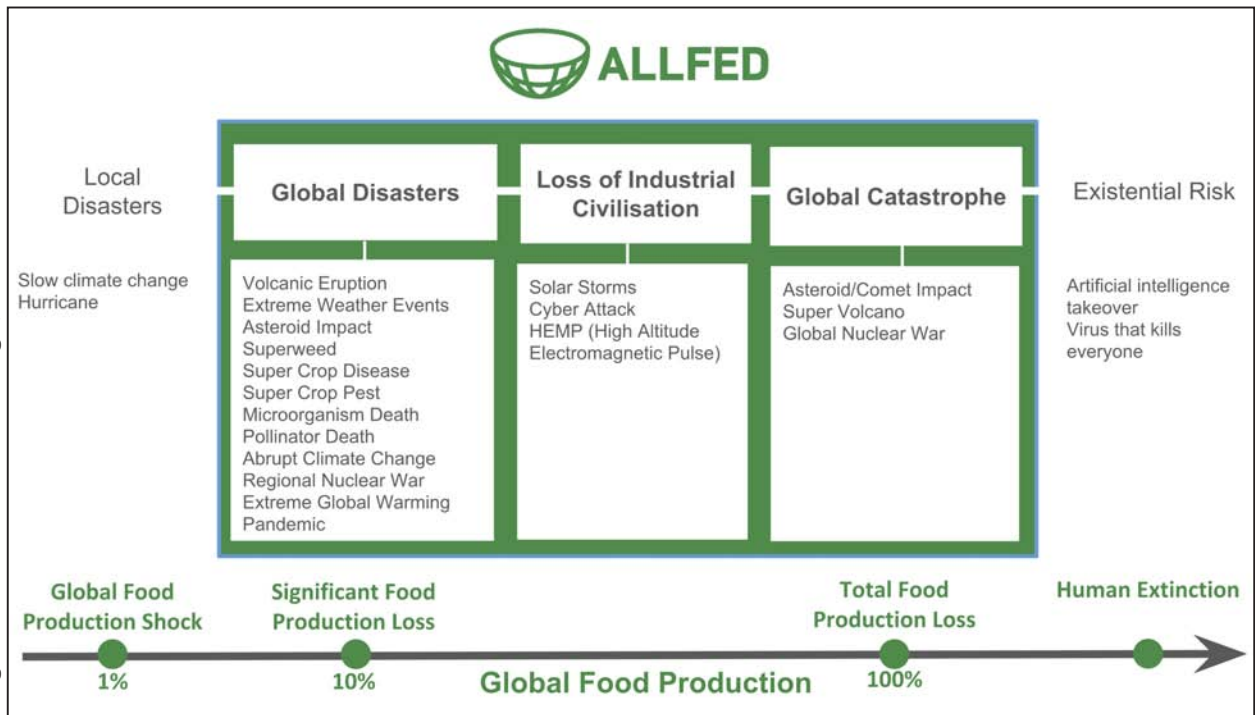 ALLFED
Local
Disasters
Slow climate change
Hurricane
Global Disasters
Volcanic Eruption
Extreme Weather Events
Asteroid Impact
Superweed
Super Crop Disease
Super Crop Pest
Microorganism Death
Pollinator Death
Abrupt Climate Change
Regional Nuclear War
Extreme Global Warming
Pandemic
Loss of Industrial
Civilisation
Solar Storms
Cyber Attack
HEMP (High Altitude
Electromagnetic Pulse)
Global Catastrophe
Asteroid/Comet Impact
Super Volcano
Global Nuclear War
Existential Risk
Artificial intelligence
takeover
Virus that kills
everyone
Global Food
Production Shock
1%
Significant Food
Production Loss
10%
Total Food
Production Loss
100%
Human Extinction
Global Food Production